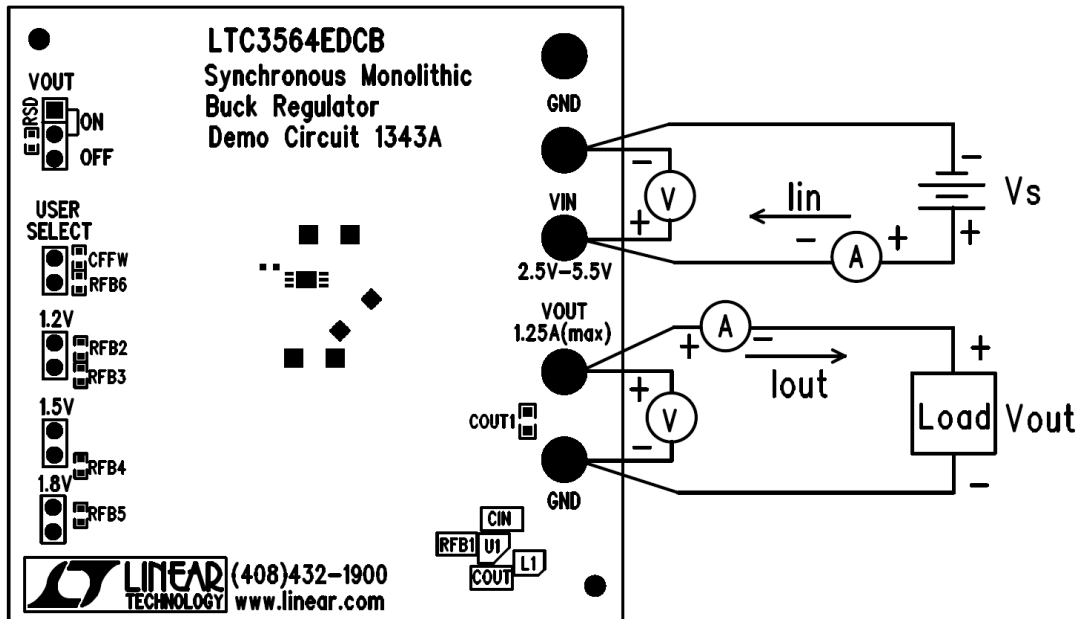 LTC3564EDCB
Synchronous Monolithic
Buck Regulator
Demo Circuit 1343A
VOUT
RSD
ON
OFF
USER
SELECT
CFFW
RFB6
1.2V
RFB2
RFB3
1.5V
RFB4
1.8V
RFB5
GND
VIN
2.5V-5.5V
VOUT
1.25A(max)
COUT1
GND
CIN
RFB1
U1
L1
COUT
LINEAR
TECHNOLOGY
(408)432-1900
www.linear.com
-
V
+
Iin
-
A
+
-
Vs
+
+
A
-
Iout
+
V
-
+
Load
Vout
-